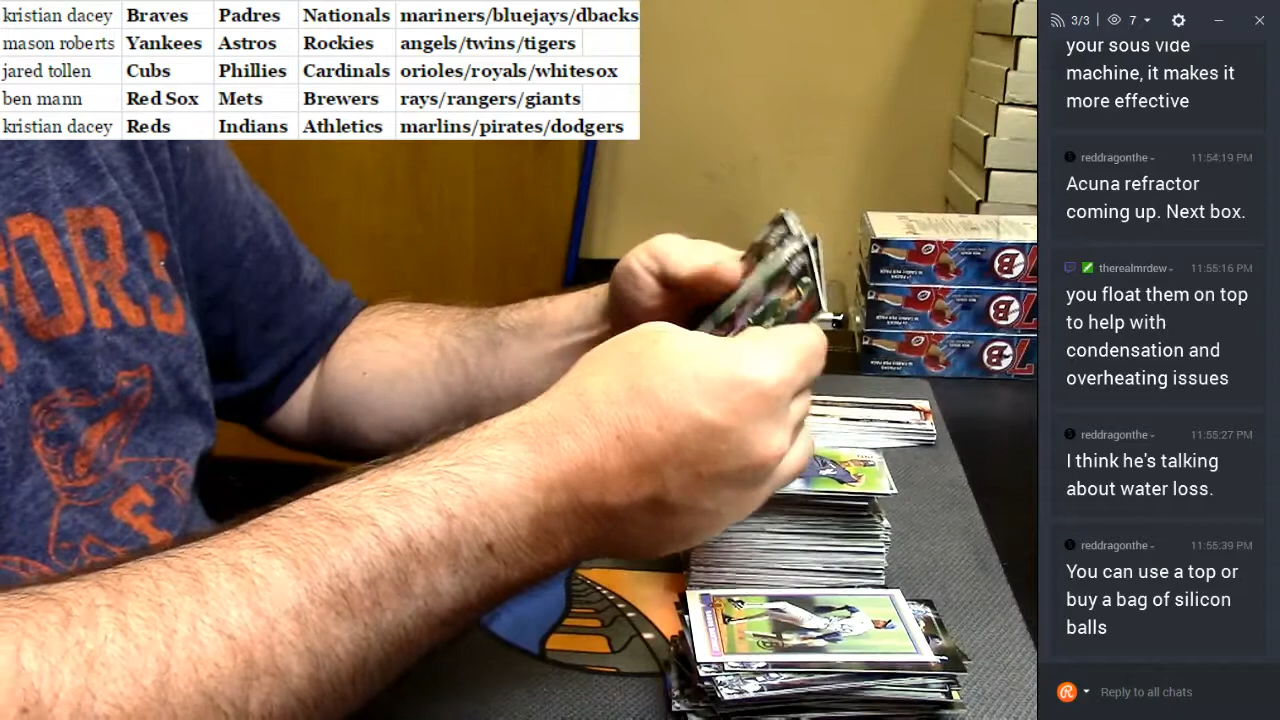 kristian dacey Braves Padres Nationals mariners/bluejays/dbacks
mason roberts Yankees Astros Rockies angels/twins/tigers
jared tollen Cubs Phillies Cardinals orioles/royals/whitesox
ben mann Red Sox Mets Brewers rays/rangers/giants
kristian dacey Reds Indians Athletics marlins/pirates/dodgers
3/3 | 7
your sous vide
machine, it makes it
more effective
reddragonthe 11:54:19 PM
Acuna refractor
coming up. Next box.
therealmrdew 11:55:16 PM
you float them on top
to help with
condensation and
overheating issues
reddragonthe 11:55:27 PM
I think he's talking
about water loss.
reddragonthe 11:55:39 PM
You can use a top or
buy a bag of silicon
balls
Reply to all chats
ORS
B
B
B